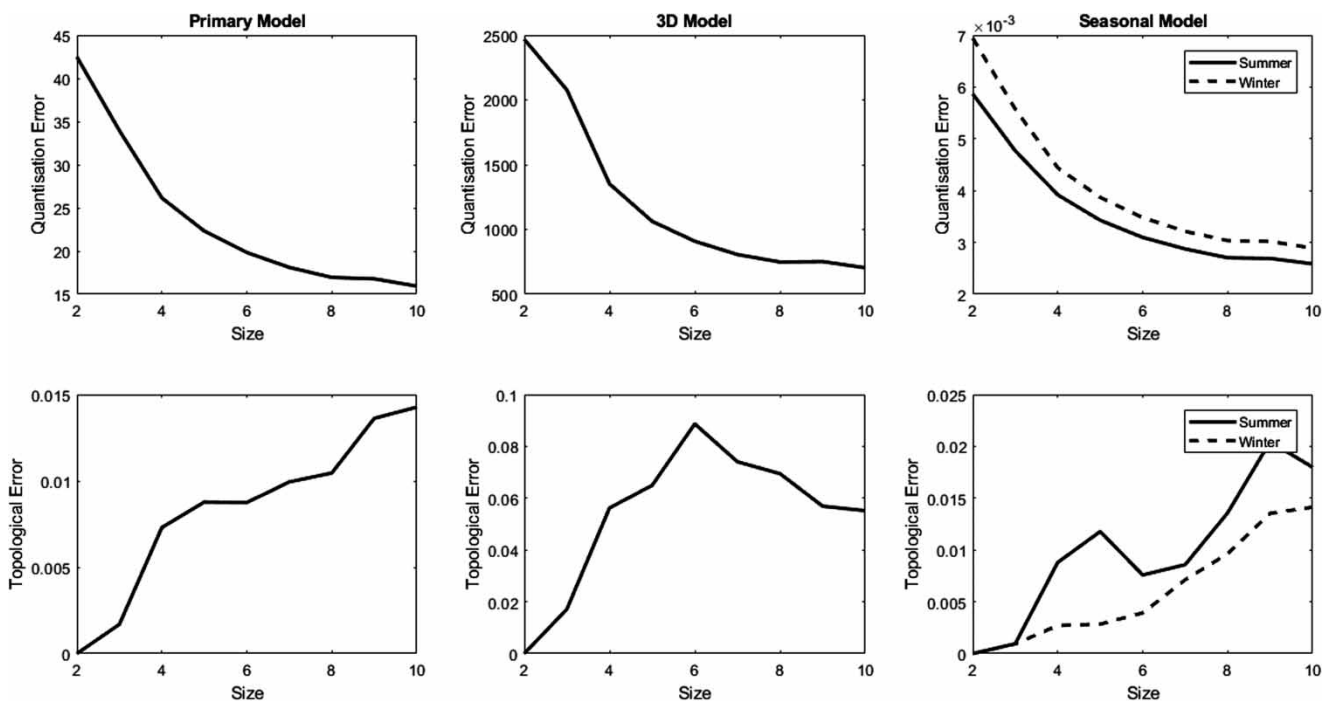 Primary Model
45
40
35
30
25
20
15
Quantisation Error
2 4 6 8 10
Size
3D Model
2500
2000
1500
1000
500
Quantisation Error
2 4 6 8 10
Size
Seasonal Model
×10⁻³
7
6
5
4
3
2
Quantisation Error
Summer
Winter
2 4 6 8 10
Size
0.015
0.01
0.005
0
Topological Error
2 4 6 8 10
Size
0.1
0.08
0.06
0.04
0.02
0
Topological Error
2 4 6 8 10
Size
0.025
0.02
0.015
0.01
0.005
0
Topological Error
Summer
Winter
2 4 6 8 10
Size